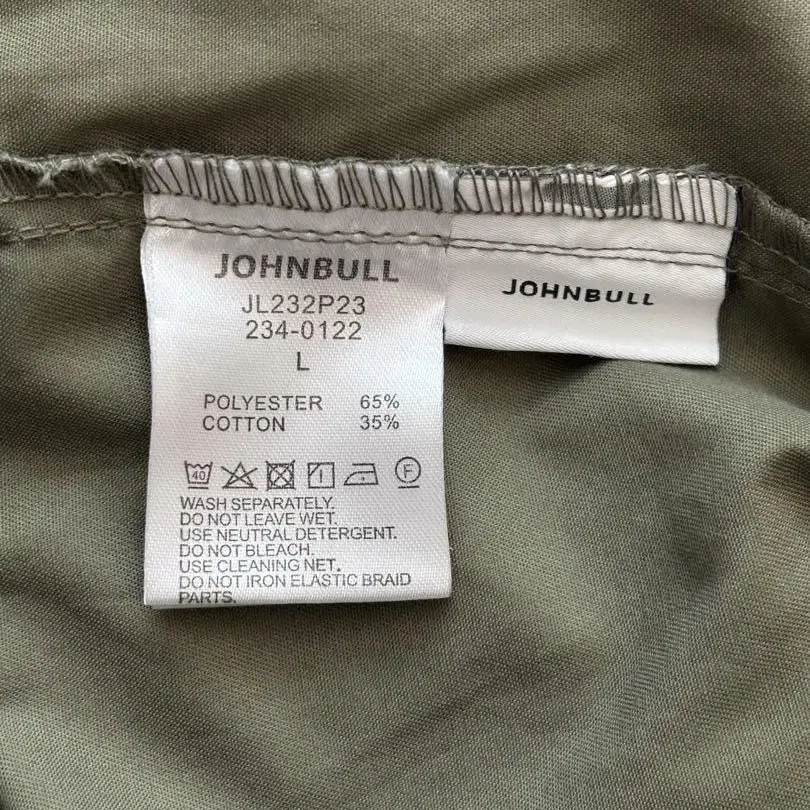 JOHNBULL
JL232P23
234-0122
L
POLYESTER 65%
COTTON 35%
40 F
WASH SEPARATELY.
DO NOT LEAVE WET.
USE NEUTRAL DETERGENT.
DO NOT BLEACH.
USE CLEANING NET.
DO NOT IRON ELASTIC BRAID
PARTS.
JOHNBULL